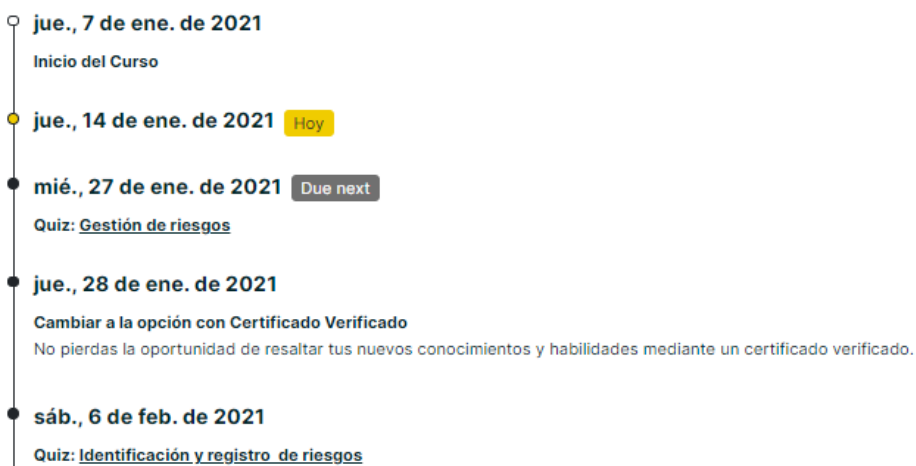 jue., 7 de ene. de 2021
Inicio del Curso
jue., 14 de ene. de 2021 Hoy
mié., 27 de ene. de 2021 Due next
Quiz: Gestión de riesgos
jue., 28 de ene. de 2021
Cambiar a la opción con Certificado Verificado
No pierdas la oportunidad de resaltar tus nuevos conocimientos y habilidades mediante un certificado verificado.
sáb., 6 de feb. de 2021
Quiz: Identificación y registro de riesgos